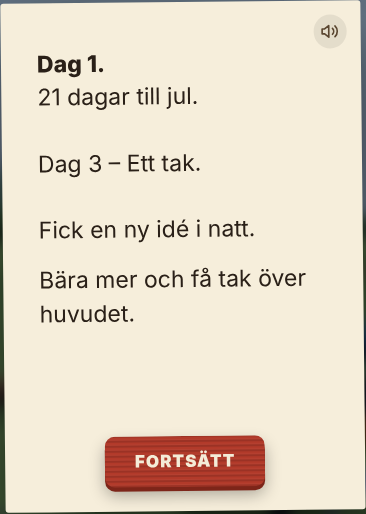 Dag 1.
21 dagar till jul.
Dag 3 – Ett tak.
Fick en ny idé i natt.
Bära mer och få tak över
huvudet.
FORTSÄTT